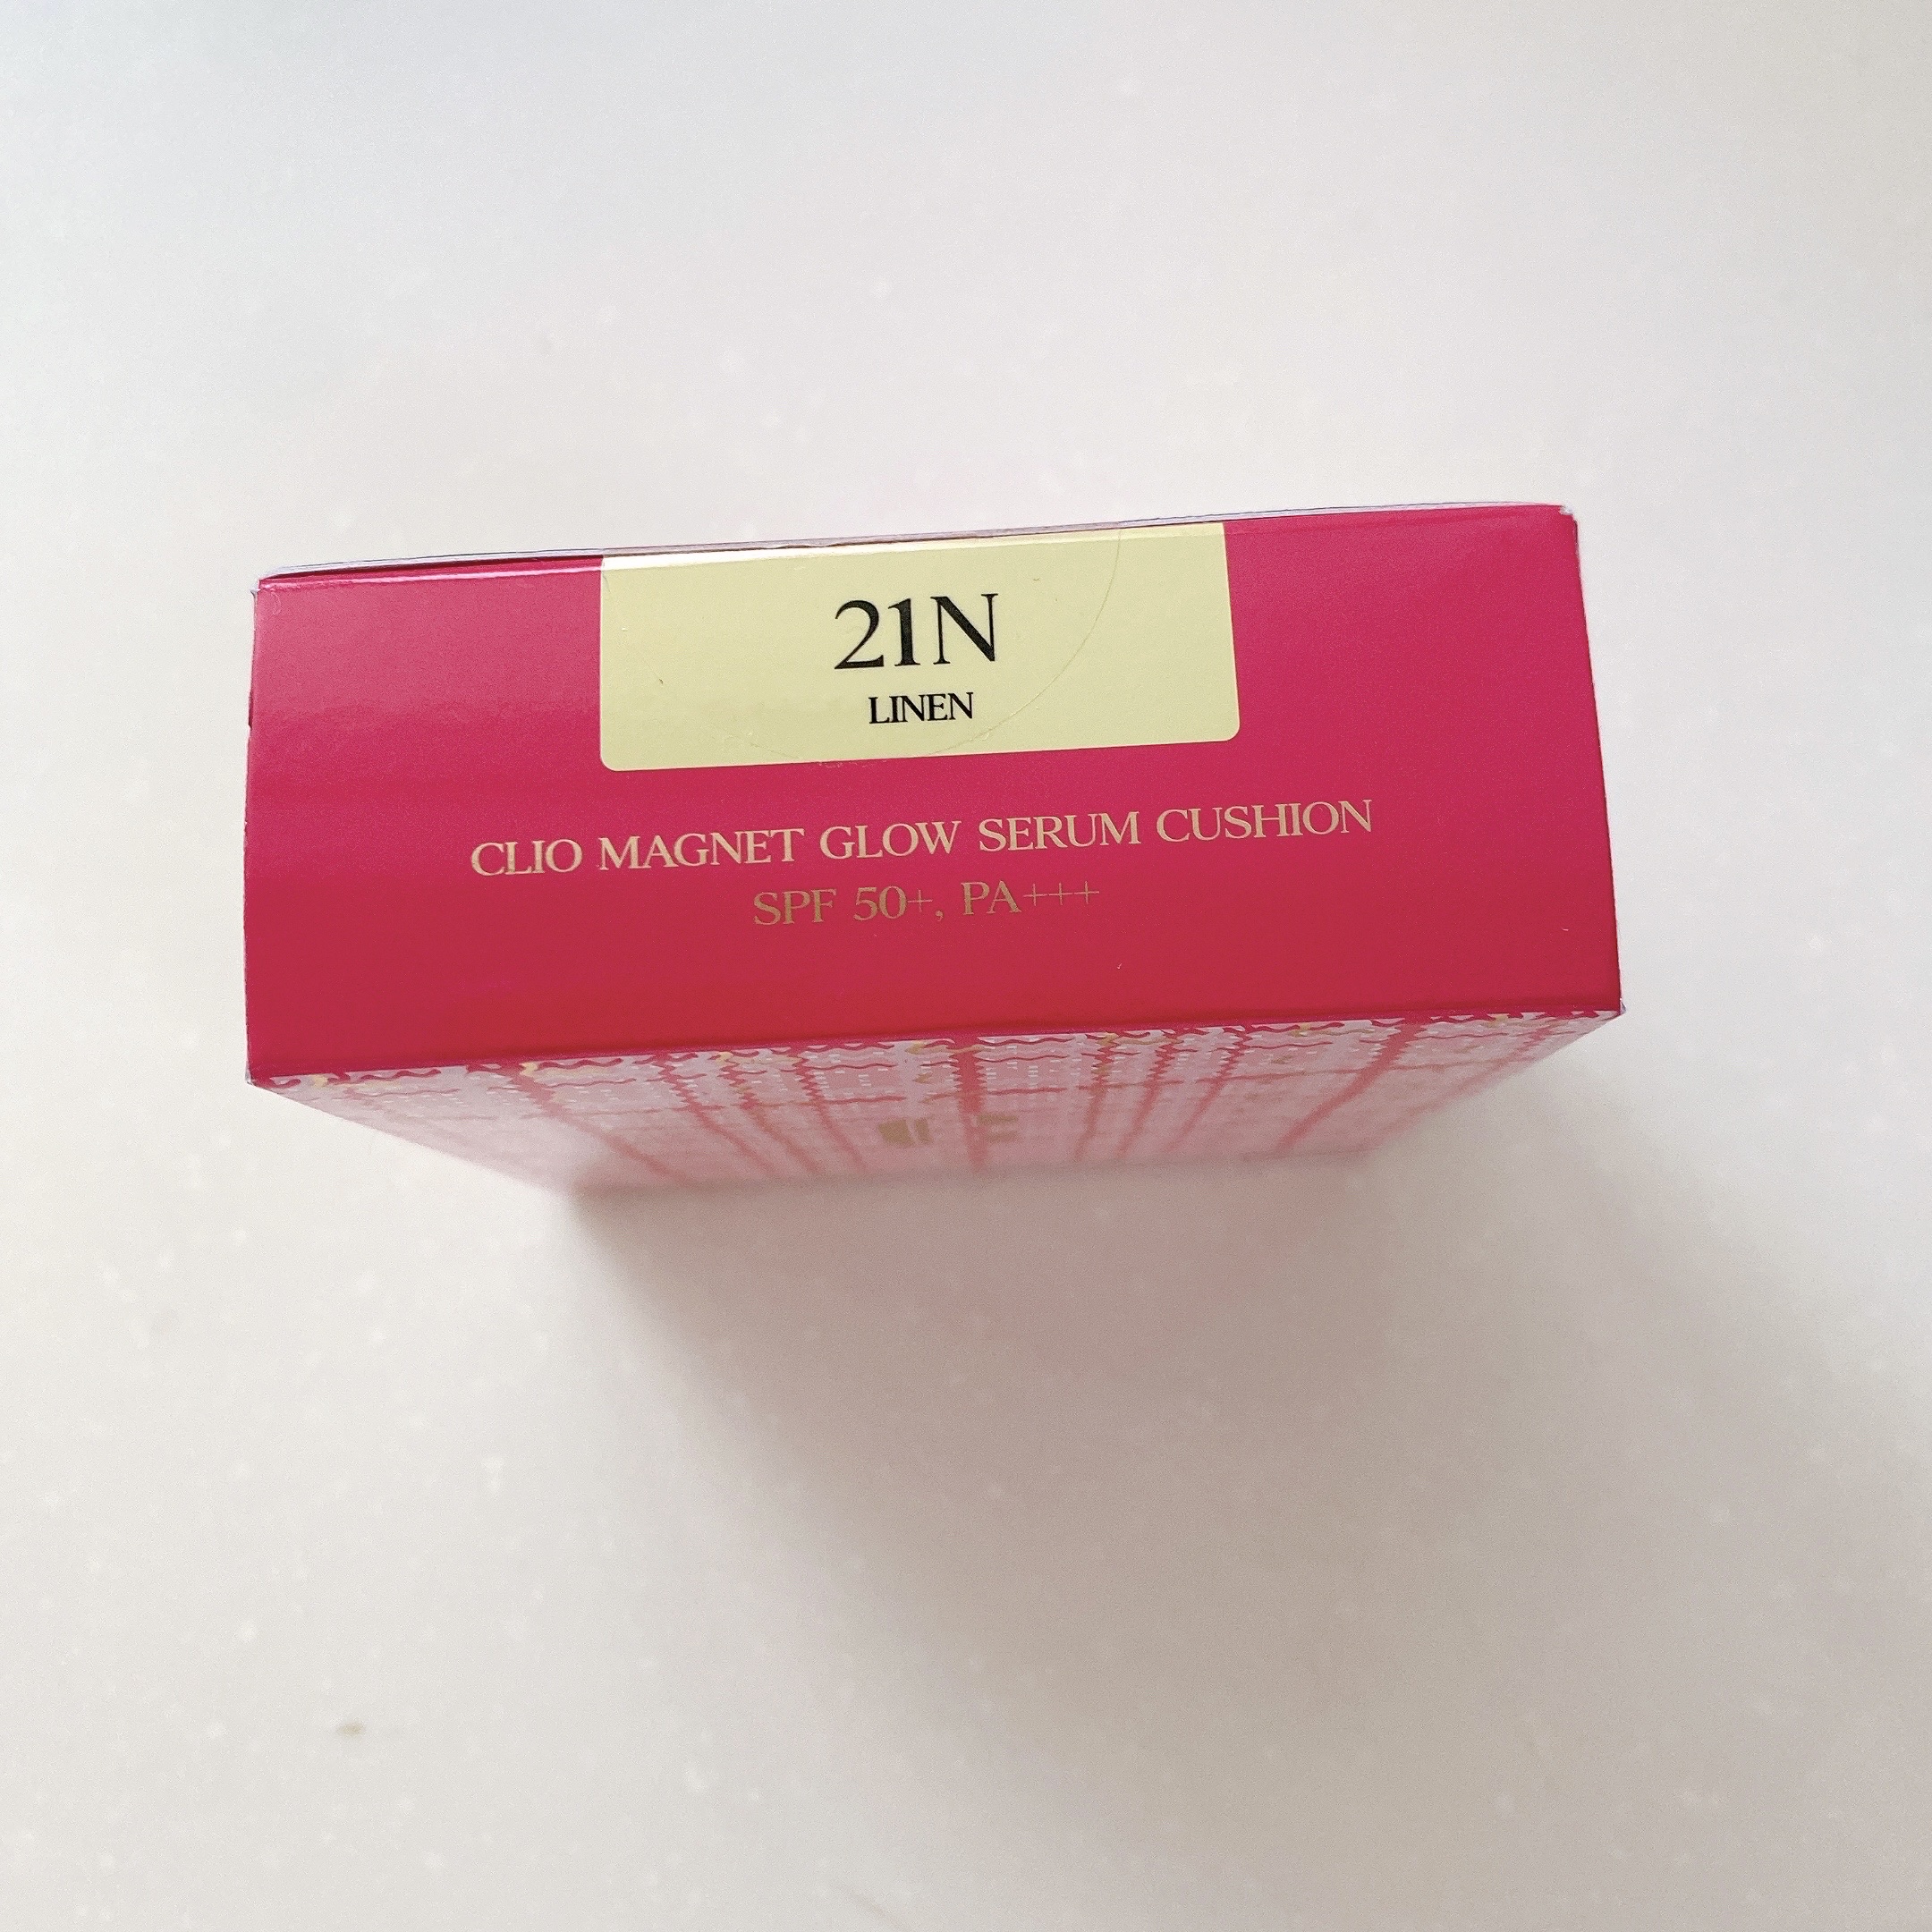 21N
LINEN
CLIO MAGNET GLOW SERUM CUSHION
SPF 50+, PA+++